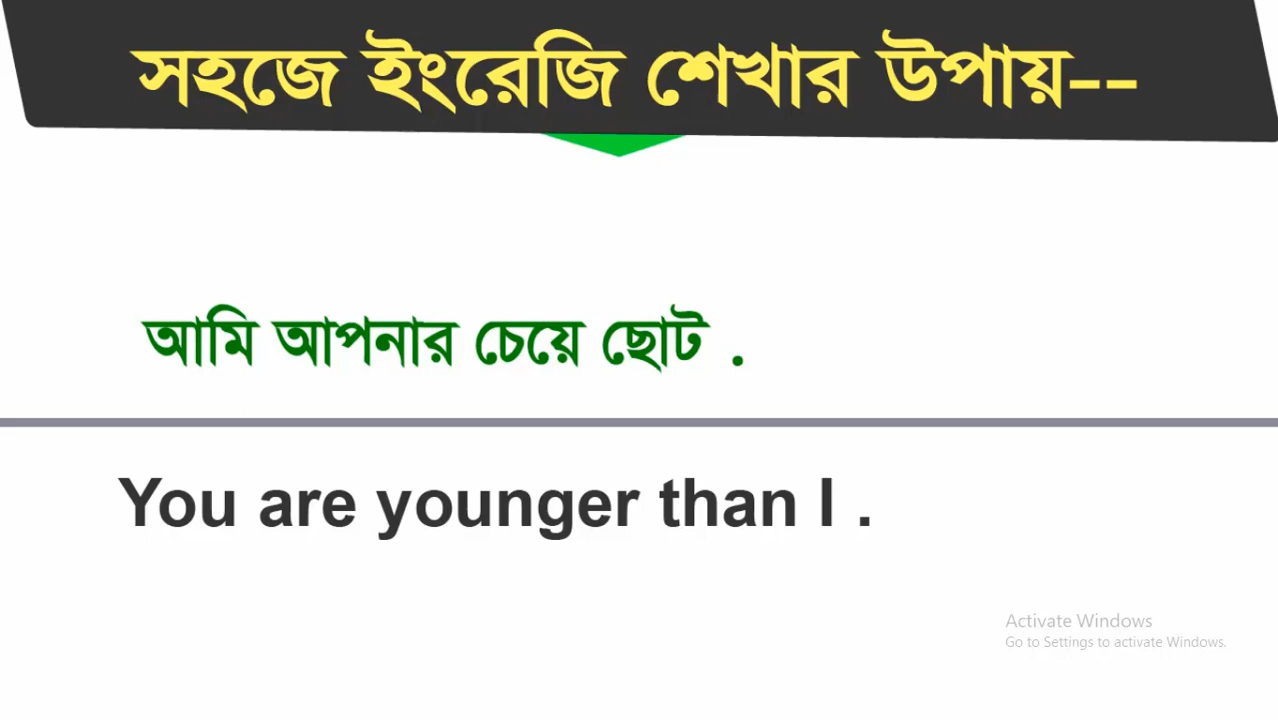 সহজে ইংরেজি শেখার উপায়--
আমি আপনার চেয়ে ছোট .
You are younger than I .
Activate Windows
Go to Settings to activate Windows.